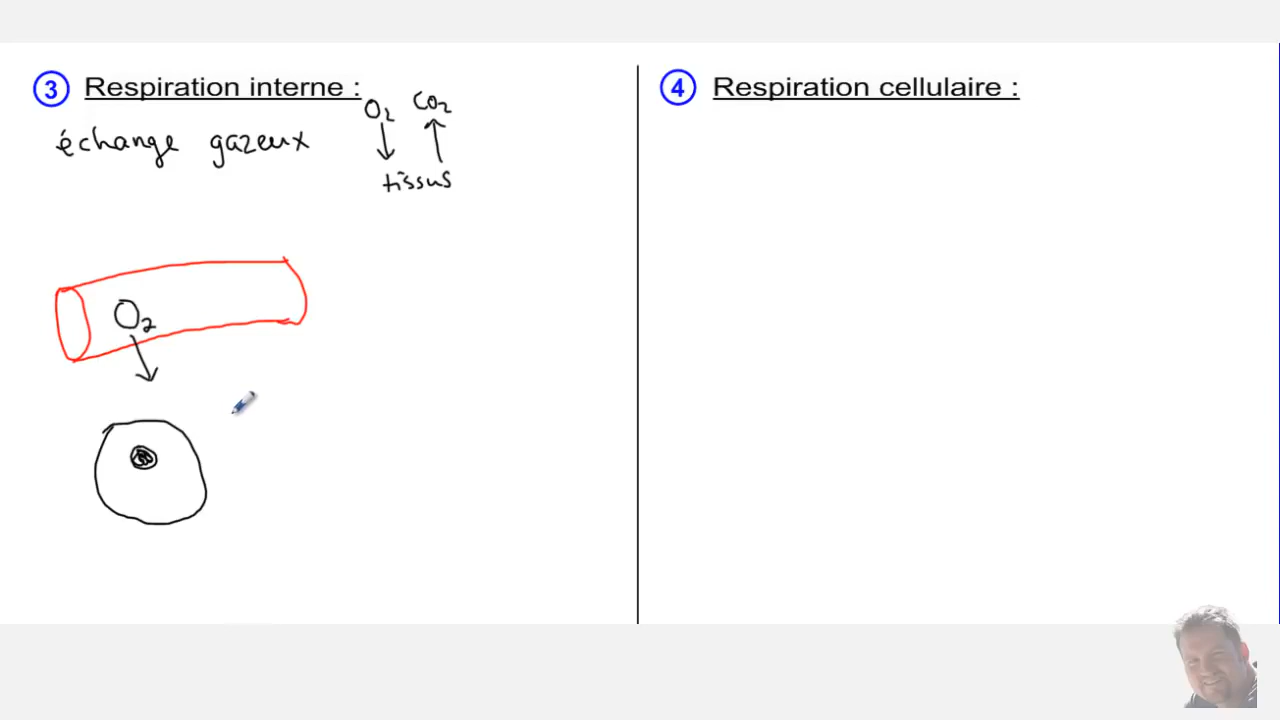 3 Respiration interne :
O2 CO2
échange gazeux
tissus
O2
4 Respiration cellulaire :